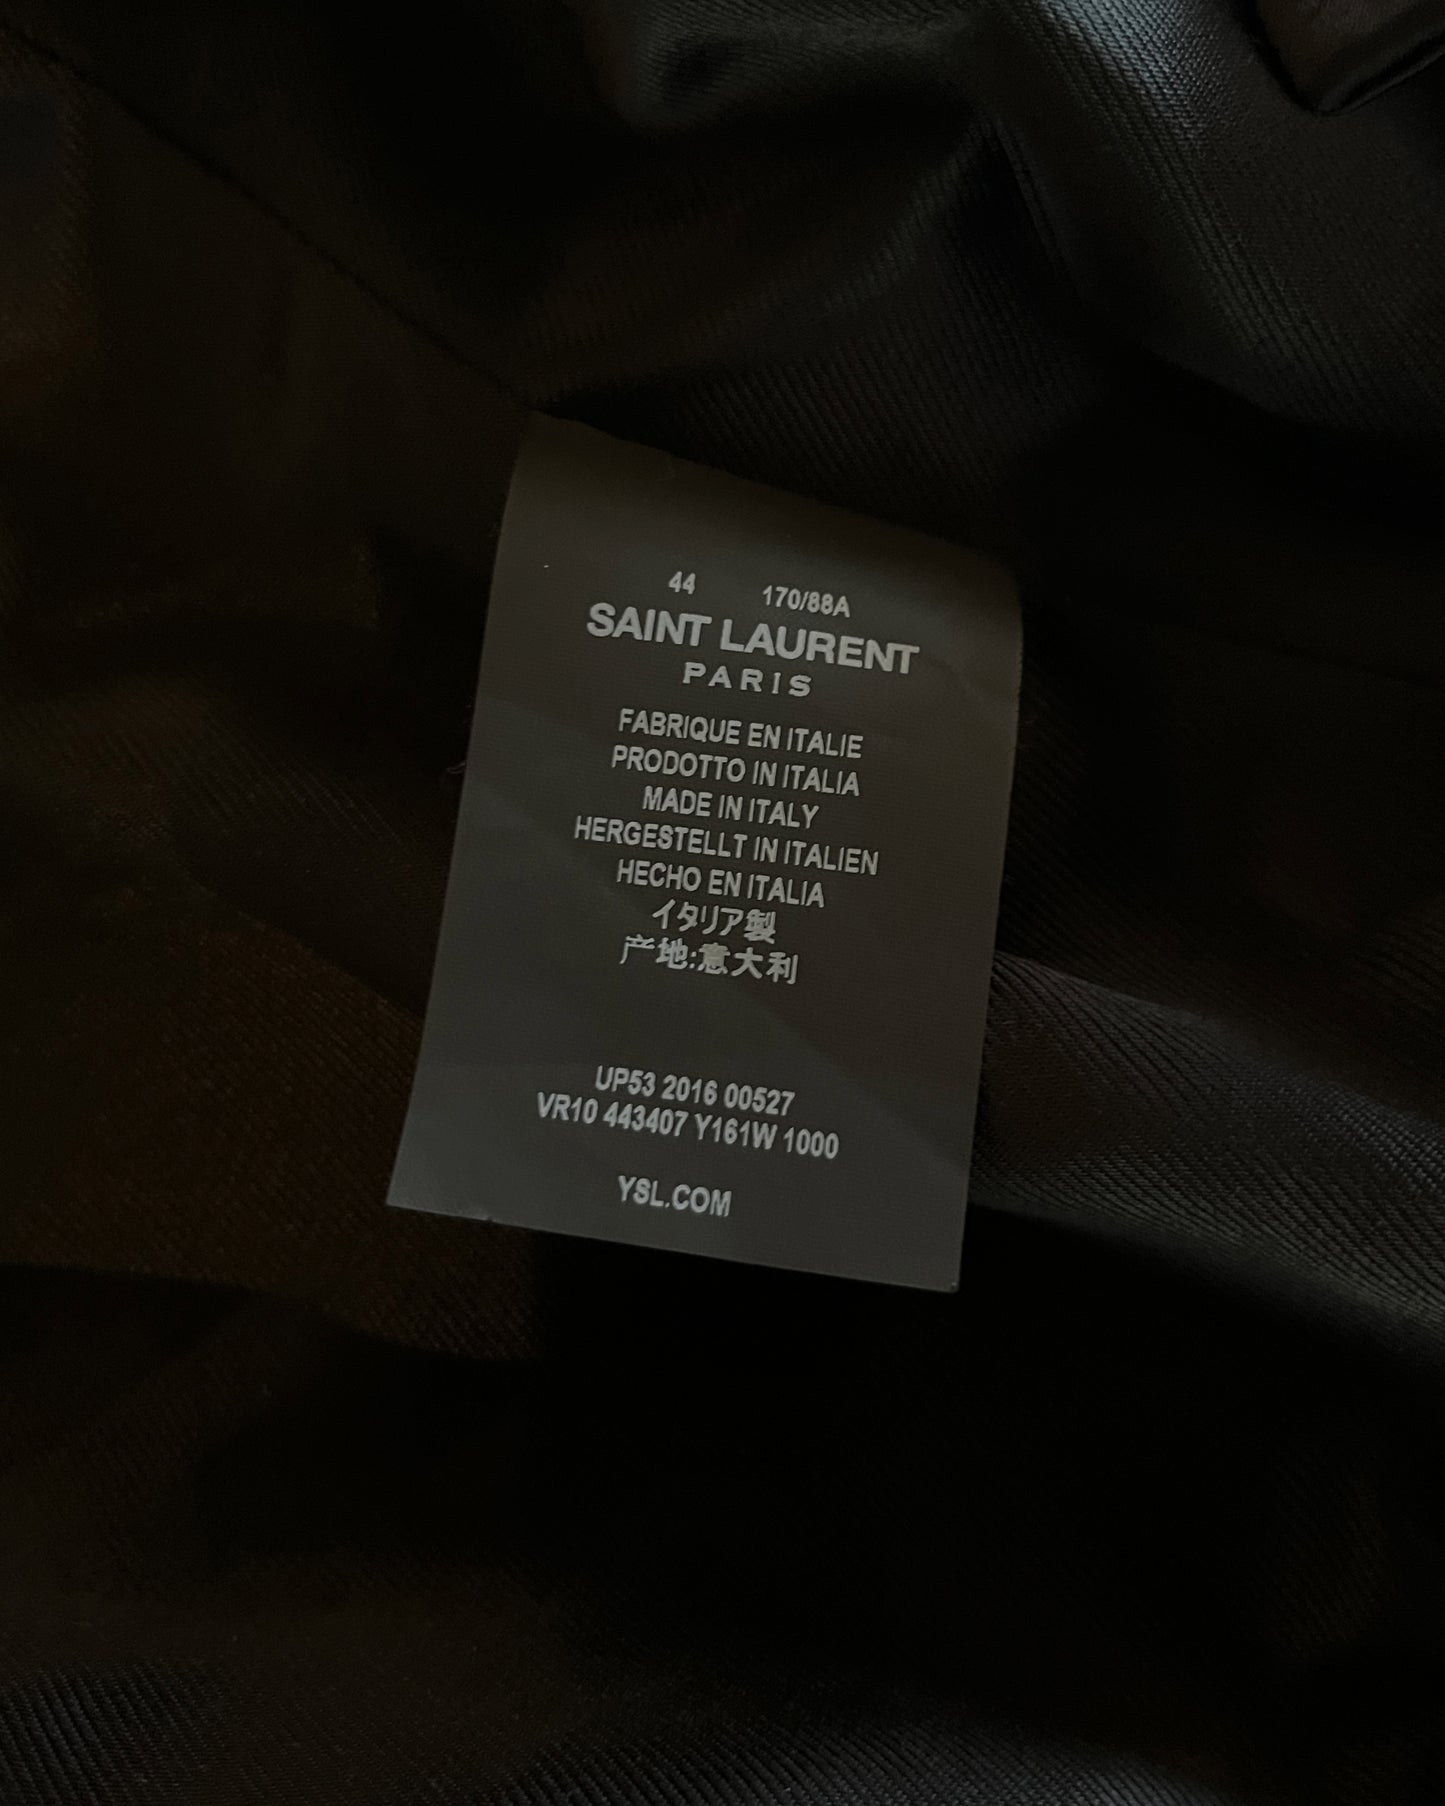 44 170/88A
SAINT LAURENT
PARIS
FABRIQUE EN ITALIE
PRODOTTO IN ITALIA
MADE IN ITALY
HERGESTELLT IN ITALIEN
HECHO EN ITALIA
イタリア製
产地:意大利
UP53 2016 00527
VR10 443407 Y161W 1000
YSL.COM